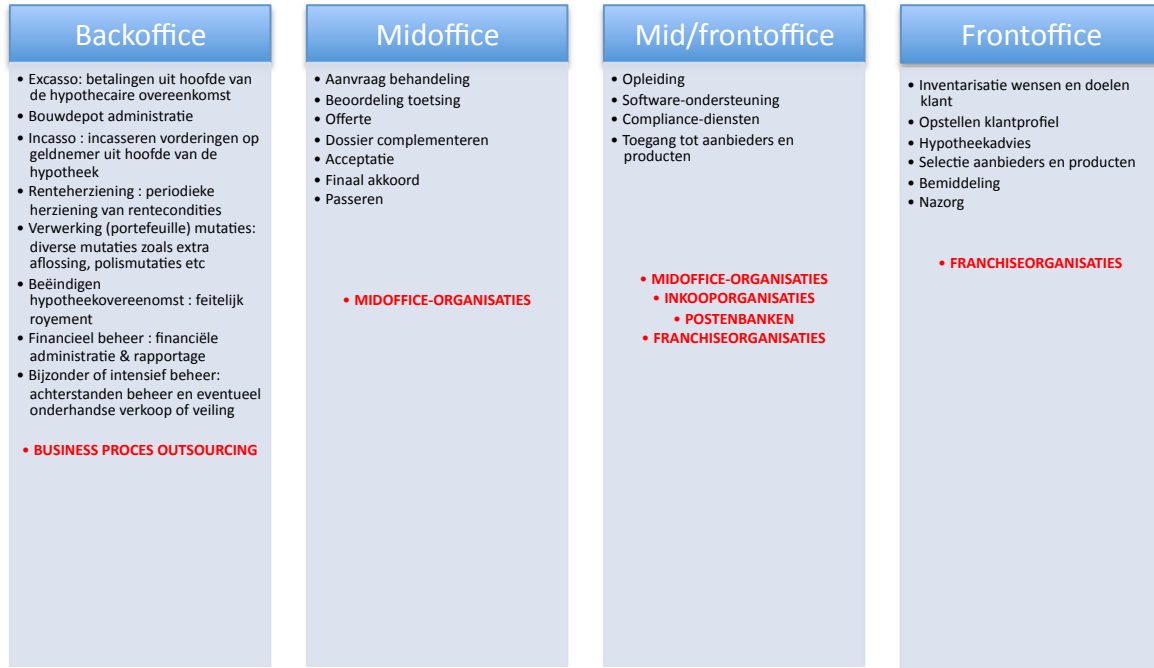 Backoffice
• Excasso: betalingen uit hoofde van
de hypothecaire overeenkomst
• Bouwdepot administratie
• Incasso : incasseren vorderingen op
geldnemer uit hoofde van de
hypotheek
• Renteherziening : periodieke
herziening van rentecondities
• Verwerking (portefeuille) mutaties:
diverse mutaties zoals extra
aflossing, polismutaties etc
• Beëindigen
hypotheekovereenomst : feitelijk
royement
• Financieel beheer : financiële
administratie & rapportage
• Bijzonder of intensief beheer:
achterstanden beheer en eventueel
onderhandse verkoop of veiling
• BUSINESS PROCES OUTSOURCING
Midoffice
• Aanvraag behandeling
• Beoordeling toetsing
• Offerte
• Dossier complementeren
• Acceptatie
• Finaal akkoord
• Passeren
• MIDOFFICE-ORGANISATIES
Mid/frontoffice
• Opleiding
• Software-ondersteuning
• Compliance-diensten
• Toegang tot aanbieders en
producten
• MIDOFFICE-ORGANISATIES
• INKOOPORGANISATIES
• POSTENBANKEN
• FRANCHISEORGANISATIES
Frontoffice
• Inventarisatie wensen en doelen
klant
• Opstellen klantprofiel
• Hypotheekadvies
• Selectie aanbieders en producten
• Bemiddeling
• Nazorg
• FRANCHISEORGANISATIES